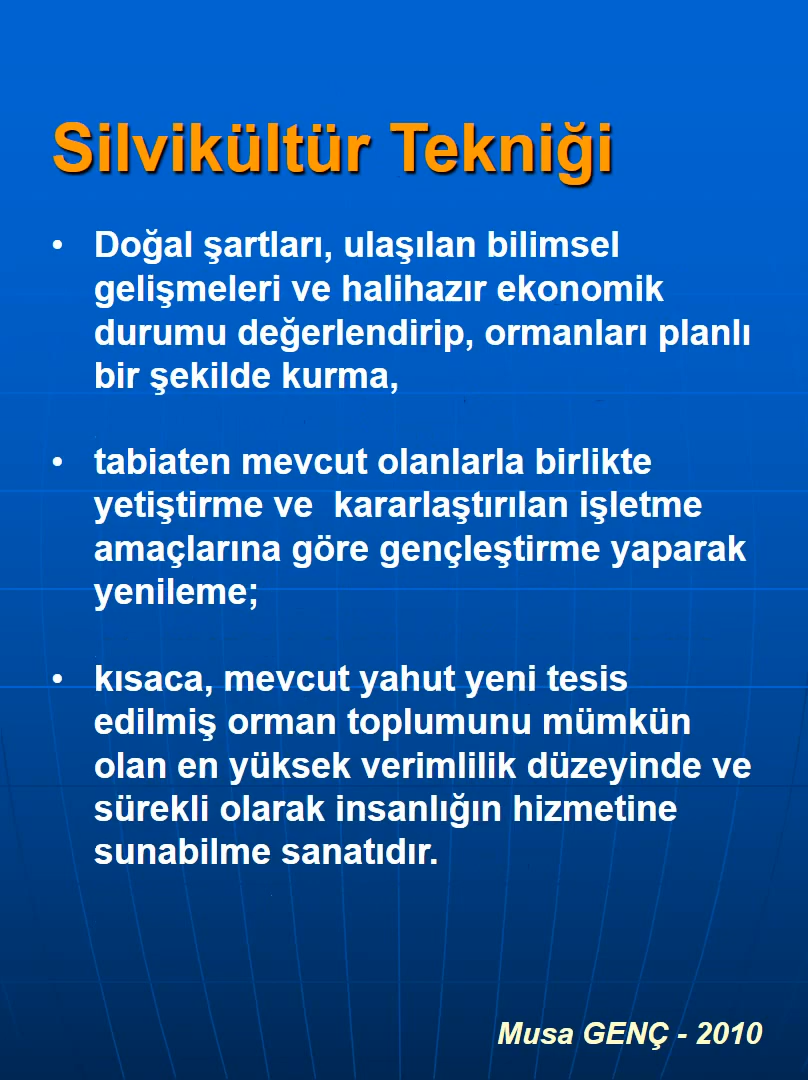 Silvikültür Tekniği
• Doğal şartları, ulaşılan bilimsel
gelişmeleri ve halihazır ekonomik
durumu değerlendirip, ormanları planlı
bir şekilde kurma,
• tabiaten mevcut olanlarla birlikte
yetiştirme ve  kararlaştırılan işletme
amaçlarına göre gençleştirme yaparak
yenileme;
• kısaca, mevcut yahut yeni tesis
edilmiş orman toplumunu mümkün
olan en yüksek verimlilik düzeyinde ve
sürekli olarak insanlığın hizmetine
sunabilme sanatıdır.
Musa GENÇ - 2010